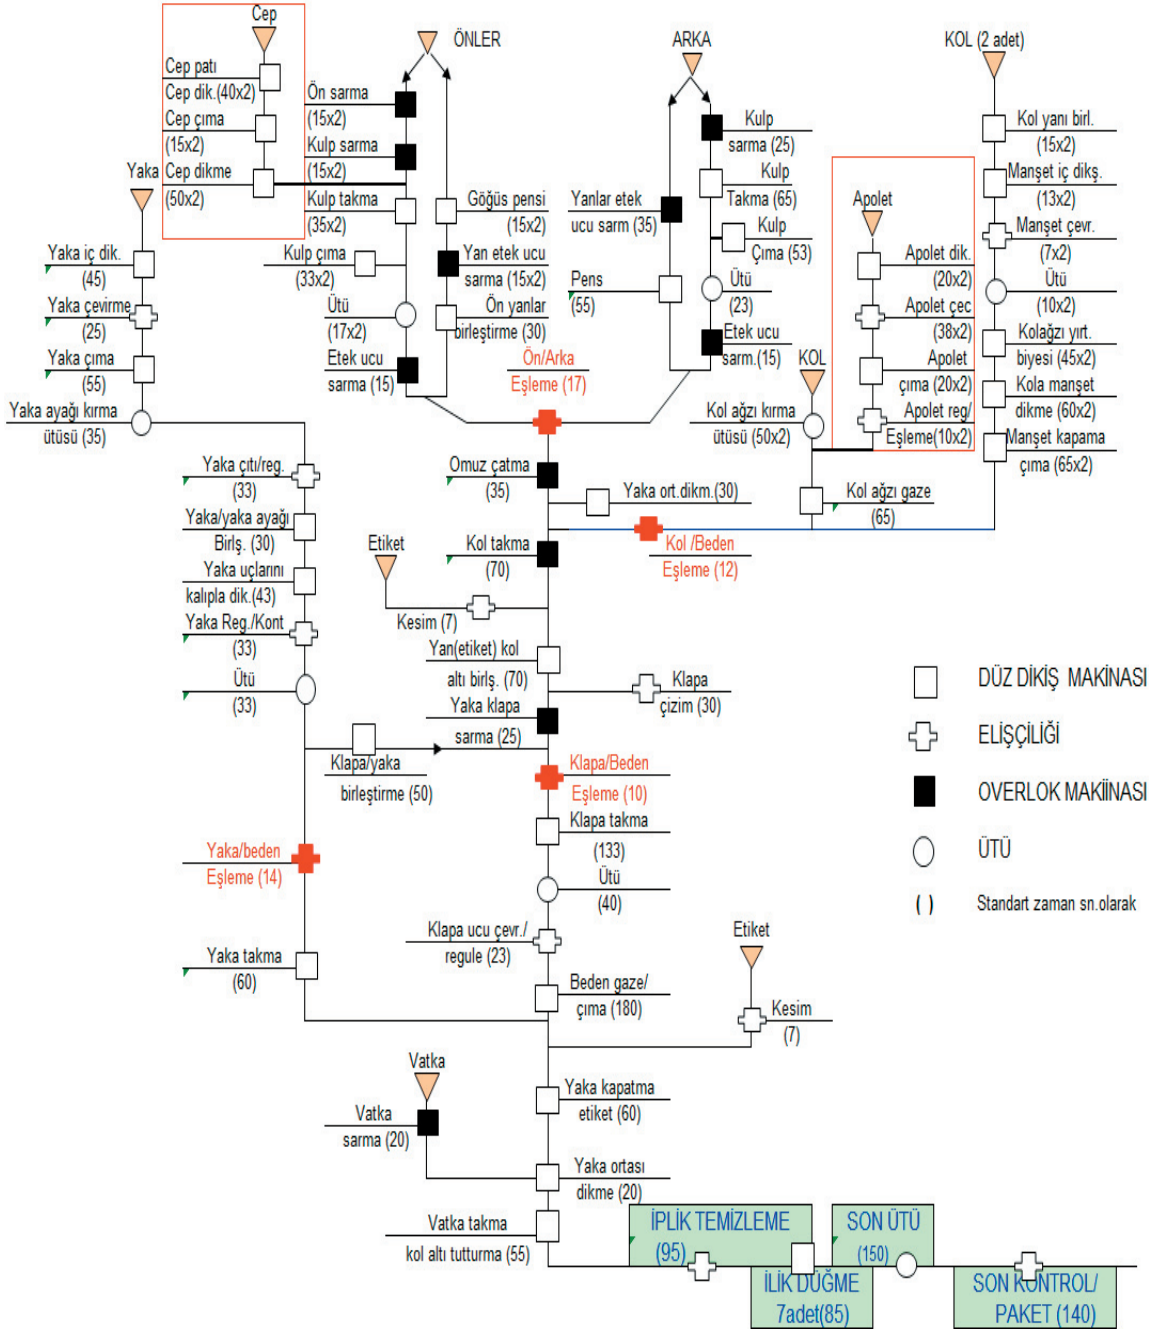 Cep
Cep patı
Cep dik.(40x2)
Cep çıma
(15x2)
Cep dikme
(50x2)
ÖNLER
Ön sarma
(15x2)
Kulp sarma
(15x2)
Kulp takma
(35x2)
Kulp çıma
(33x2)
Ütü
(17x2)
Etek ucu
sarma (15)
Göğüs pensi
(15x2)
Yan etek ucu
sarma (15x2)
Ön yanlar
birleştirme (30)
ARKA
Kulp
sarma (25)
Kulp
Takma (65)
Kulp
Çıma (53)
Ütü
(23)
Etek ucu
sarm.(15)
Yanlar etek
ucu sarm (35)
Pens
(55)
KOL (2 adet)
Kol yanı birl.
(15x2)
Manşet iç dikş.
(13x2)
Manşet çevr.
(7x2)
Ütü
(10x2)
Kolağzı yırt.
biyesi (45x2)
Kola manşet
dikme (60x2)
Manşet kapama
çıma (65x2)
Apolet
Apolet dik.
(20x2)
Apolet çec
(38x2)
Apolet
çıma (20x2)
Apolet reg/
Eşleme(10x2)
KOL
Kol ağzı kırma
ütüsü (50x2)
Kol ağzı gaze
(65)
Yaka
Yaka iç dik.
(45)
Yaka çevirme
(25)
Yaka çıma
(55)
Yaka ayağı kırma
ütüsü (35)
Yaka çıtı/reg.
(33)
Yaka/yaka ayağı
Birlş. (30)
Yaka uçlarını
kalıpla dik.(43)
Yaka Reg./Kont
(33)
Ütü
(33)
Klapa/yaka
birleştirme (50)
Yaka/beden
Eşleme (14)
Yaka takma
(60)
Ön/Arka
Eşleme (17)
Omuz çatma
(35)
Yaka ort.dikm.(30)
Kol /Beden
Eşleme (12)
Kol takma
(70)
Etiket
Kesim (7)
Yan(etiket) kol
altı birlş. (70)
Klapa
çizim (30)
Yaka klapa
sarma (25)
Klapa/Beden
Eşleme (10)
Klapa takma
(133)
Ütü
(40)
Klapa ucu çevr./
regule (23)
Beden gaze/
çıma (180)
Etiket
Kesim
(7)
Yaka kapatma
etiket (60)
Vatka
Vatka
sarma (20)
Yaka ortası
dikme (20)
Vatka takma
kol altı tutturma (55)
İPLİK TEMİZLEME
(95)
İLİK DÜĞME
7adet(85)
SON ÜTÜ
(150)
SON KONTROL/
PAKET (140)
DÜZ DİKİŞ MAKİNASI
ELİŞÇİLİĞİ
OVERLOK MAKİİNASI
ÜTÜ
( ) Standart zaman sn.olarak